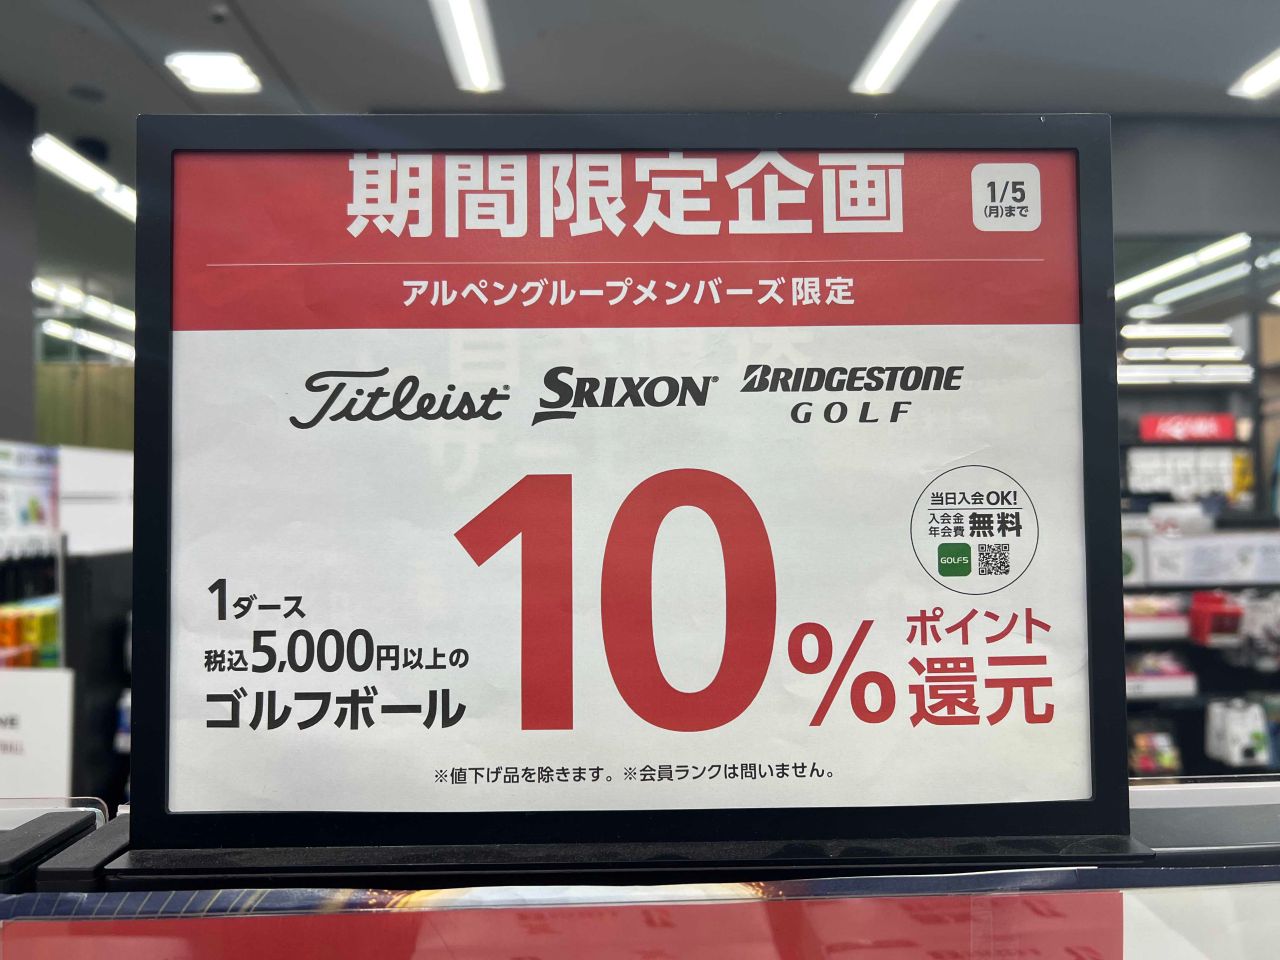 期間限定企画
1/5
(月)まで
アルペングループメンバーズ限定
Titleist® SRIXON® BRIDGESTONE
GOLF
当日入会OK!
入会金
年会費 無料
GOLF5
1ダース
税込5,000円以上の
ゴルフボール
10%
ポイント
還元
※値下げ品を除きます。※会員ランクは問いません。